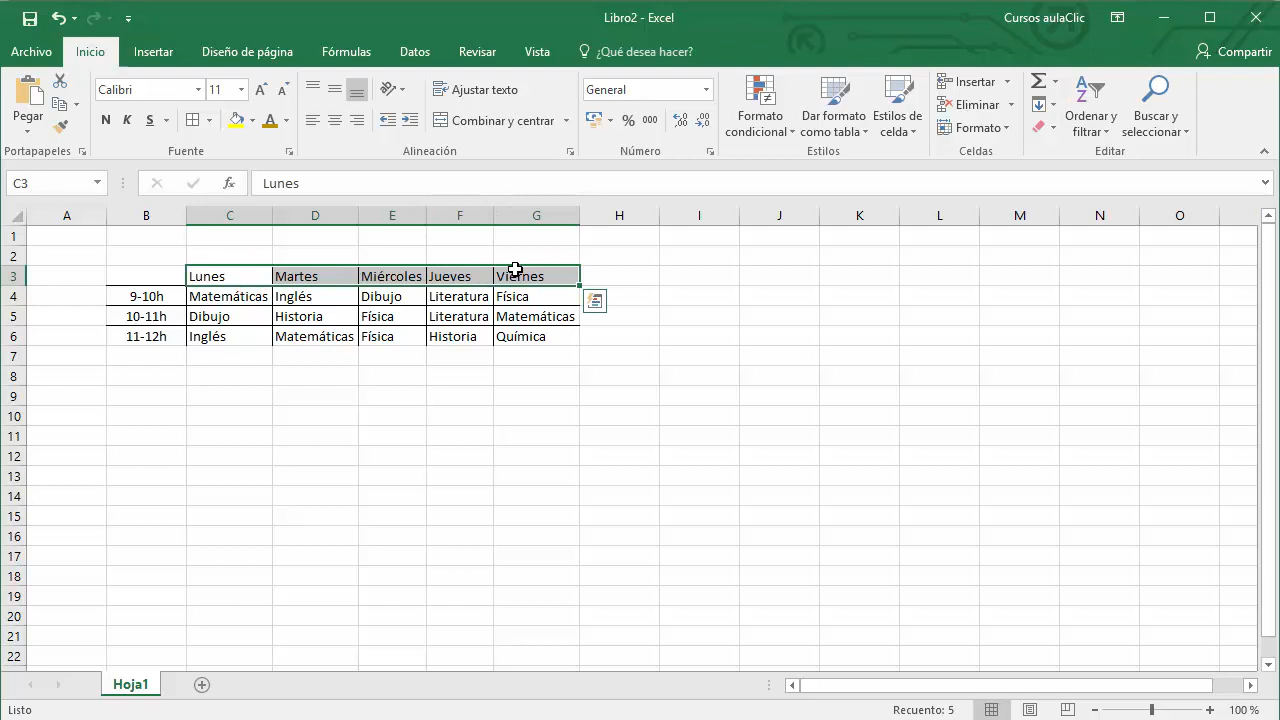 Libro2 - Excel
Cursos aulaClic
Archivo Inicio Insertar Diseño de página Fórmulas Datos Revisar Vista ¿Qué desea hacer? Compartir
Pegar
Portapapeles
Calibri 11
N K S
Fuente
Ajustar texto
Combinar y centrar
Alineación
General
% 000
Número
Formato condicional
Dar formato como tabla
Estilos de celda
Estilos
Insertar
Eliminar
Formato
Celdas
Ordenar y filtrar
Buscar y seleccionar
Editar
C3 fx Lunes
A B C D E F G H I J K L M N O
1
2
3 Lunes Martes Miércoles Jueves Viernes
4 9-10h Matemáticas Inglés Dibujo Literatura Física
5 10-11h Dibujo Historia Física Literatura Matemáticas
6 11-12h Inglés Matemáticas Física Historia Química
7
8
9
10
11
12
13
14
15
16
17
18
19
20
21
22
Hoja1
Listo Recuento: 5 100 %